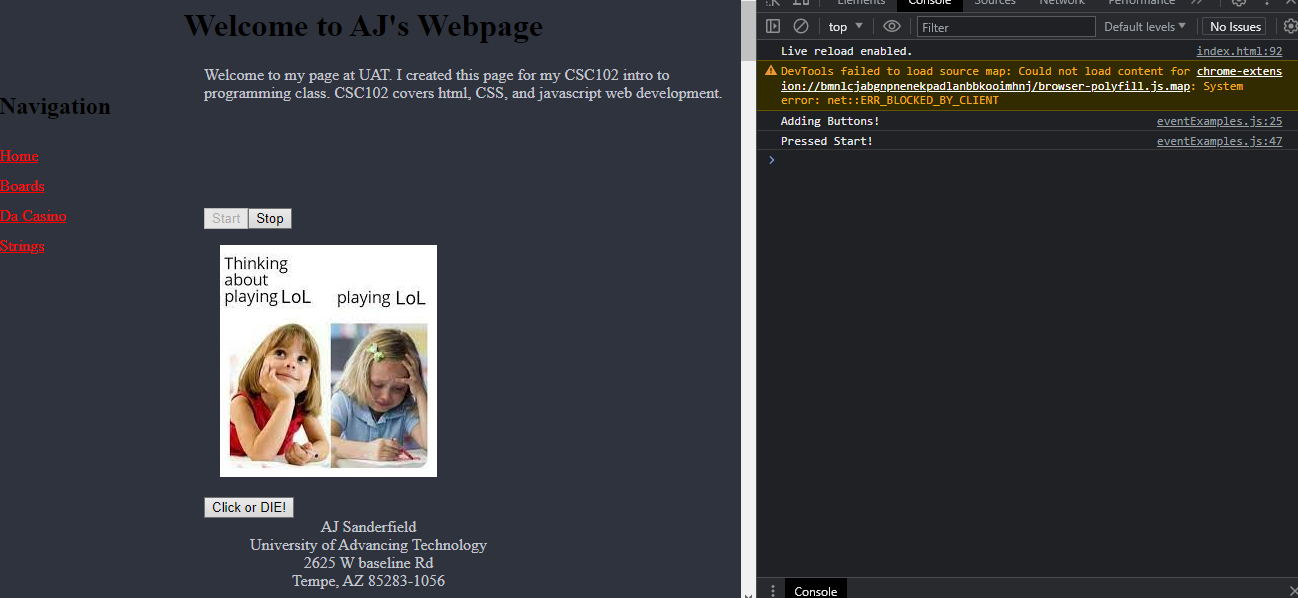 Welcome to AJ's Webpage
Welcome to my page at UAT. I created this page for my CSC102 intro to
programming class. CSC102 covers html, CSS, and javascript web development.
Navigation
Home
Boards
Da Casino
Strings
Start Stop
Thinking
about
playing LoL
playing LoL
Click or DIE!
AJ Sanderfield
University of Advancing Technology
2625 W baseline Rd
Tempe, AZ 85283-1056
Elements Console Sources Network Performance
top Filter Default levels No Issues
Live reload enabled. index.html:92
DevTools failed to load source map: Could not load content for chrome-extens
ion://bmnlcjabgnpnenekpadlanbbkooimhnj/browser-polyfill.js.map: System
error: net::ERR_BLOCKED_BY_CLIENT
Adding Buttons! eventExamples.js:25
Pressed Start! eventExamples.js:47
Console